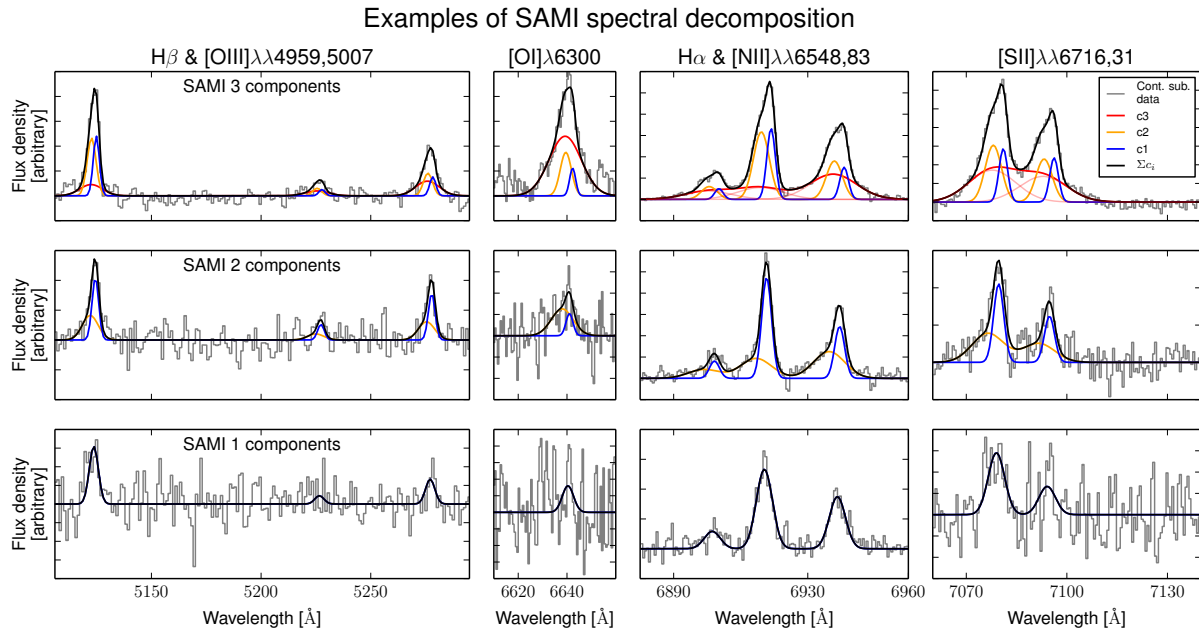 Examples of SAMI spectral decomposition
Hβ & [OIII]λλ4959,5007
[OI]λ6300
Hα & [NII]λλ6548,83
[SII]λλ6716,31
Flux density
[arbitrary]
SAMI 3 components
Cont. sub.
data
c3
c2
c1
Σcᵢ
Flux density
[arbitrary]
SAMI 2 components
Flux density
[arbitrary]
SAMI 1 components
5150 5200 5250
6620 6640
6890 6930 6960
7070 7100 7130
Wavelength [Å]
Wavelength [Å]
Wavelength [Å]
Wavelength [Å]